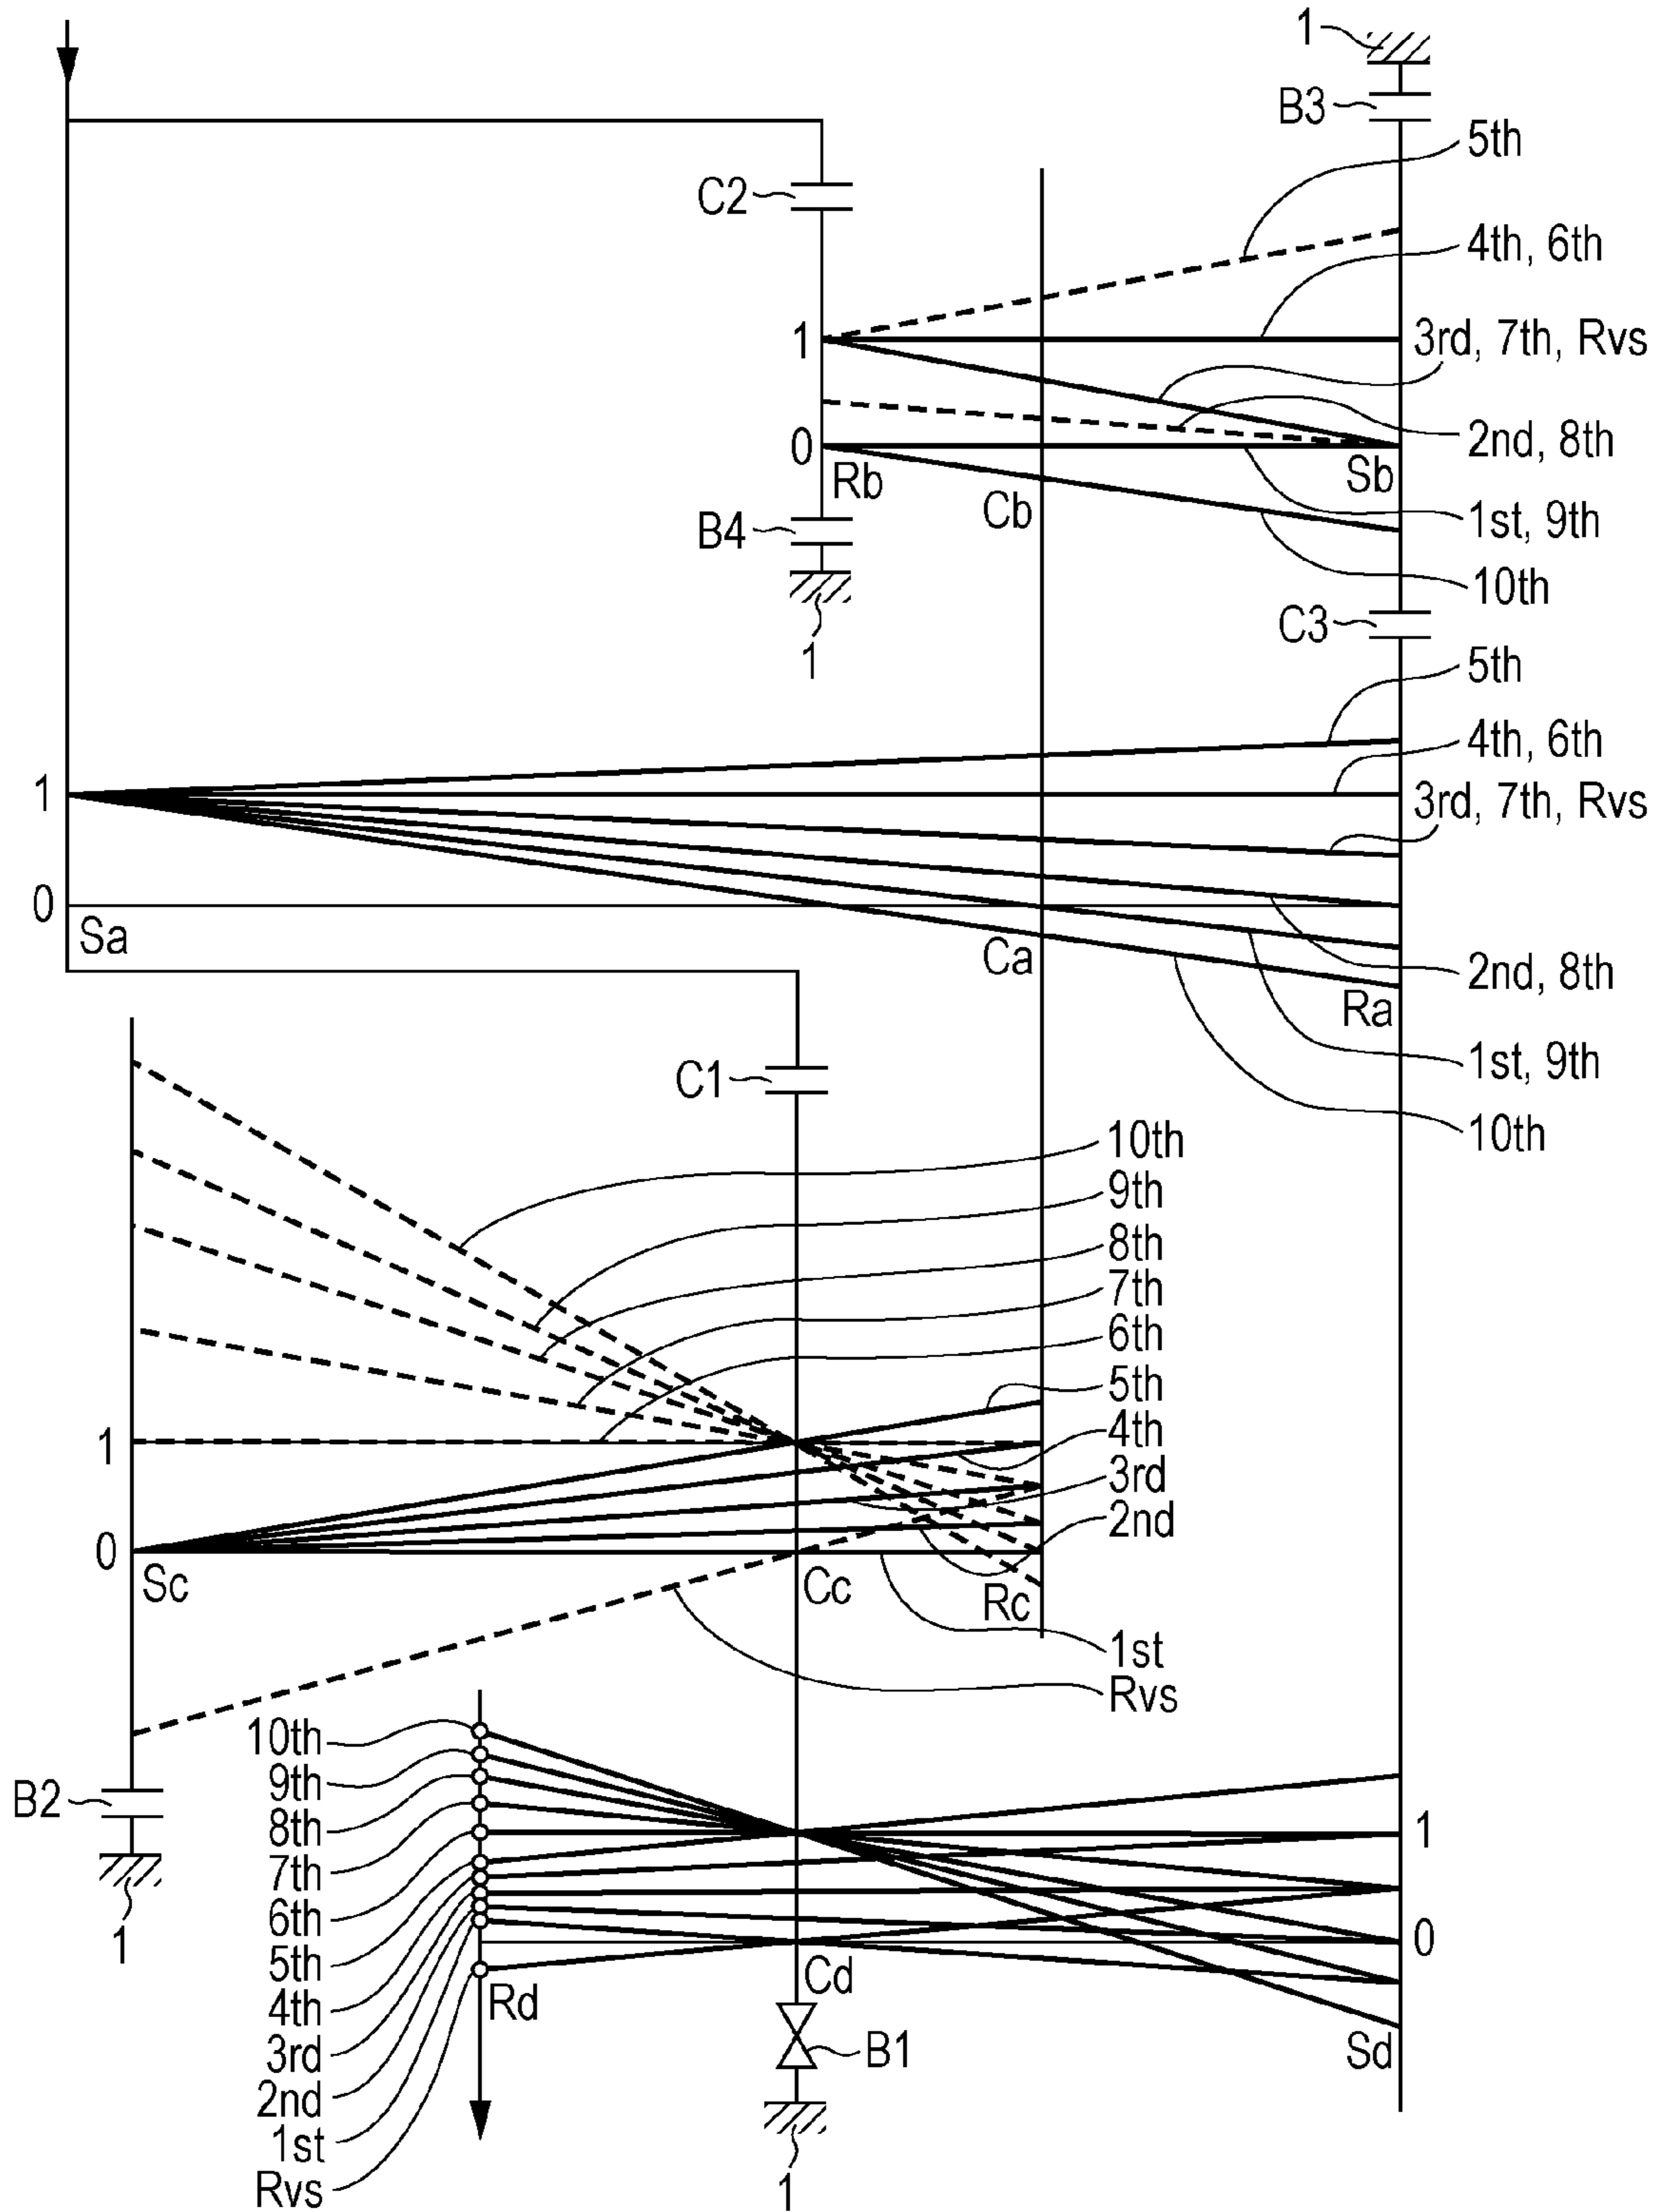 1
B3
5th
C2
4th, 6th
1
3rd, 7th, Rvs
0
2nd, 8th
Rb
Sb
Cb
B4
1st, 9th
10th
C3
1
5th
4th, 6th
1
3rd, 7th, Rvs
0
Sa
Ca
2nd, 8th
Ra
1st, 9th
C1
10th
10th
9th
8th
7th
6th
5th
1
4th
3rd
2nd
0
Sc
Cc
Rc
1st
Rvs
10th
9th
B2
8th
1
7th
6th
0
1
5th
Cd
4th
Rd
3rd
B1
Sd
2nd
1st
Rvs
1